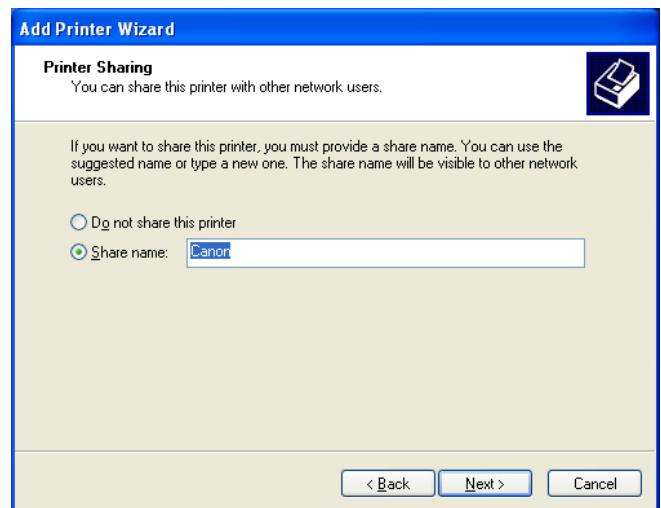 Add Printer Wizard
Printer Sharing
You can share this printer with other network users.
If you want to share this printer, you must provide a share name. You can use the
suggested name or type a new one. The share name will be visible to other network
users.
Do not share this printer
Share name: Canon
< Back Next > Cancel